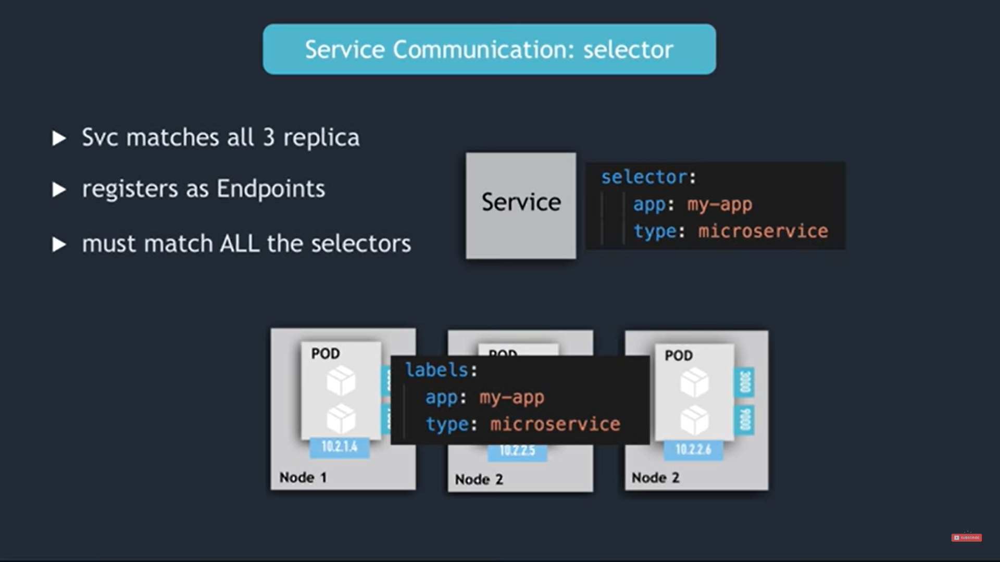 Service Communication: selector
Svc matches all 3 replica
registers as Endpoints
must match ALL the selectors
Service
selector:
app: my-app
type: microservice
POD
POD
POD
labels:
app: my-app
type: microservice
3000
9000
10.2.1.4
10.2.2.5
10.2.2.6
Node 1
Node 2
Node 2
SUBSCRIBE